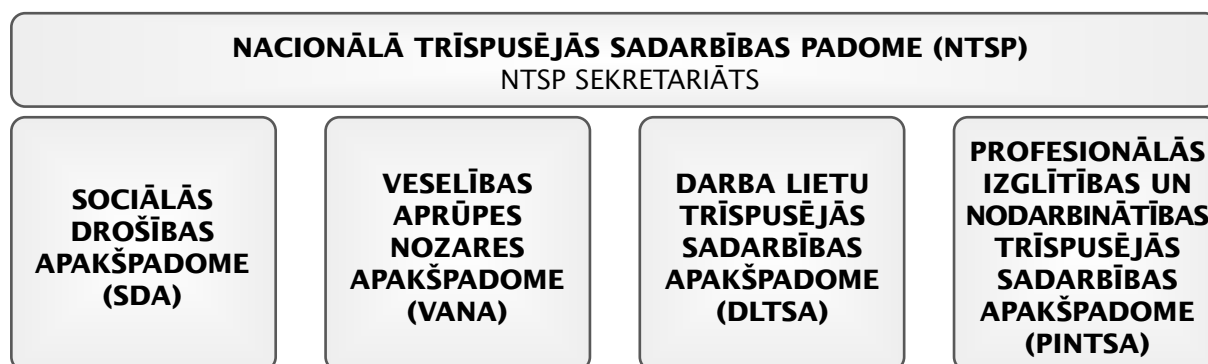 NACIONĀLĀ TRĪSPUSĒJĀS SADARBĪBAS PADOME (NTSP)
NTSP SEKRETARIĀTS
SOCIĀLĀS
DROŠĪBAS
APAKŠPADOME
(SDA)
VESELĪBAS
APRŪPES
NOZARES
APAKŠPADOME
(VANA)
DARBA LIETU
TRĪSPUSĒJĀS
SADARBĪBAS
APAKŠPADOME
(DLTSA)
PROFESIONĀLĀS
IZGLĪTĪBAS UN
NODARBINĀTĪBAS
TRĪSPUSĒJĀS
SADARBĪBAS
APAKŠPADOME
(PINTSA)